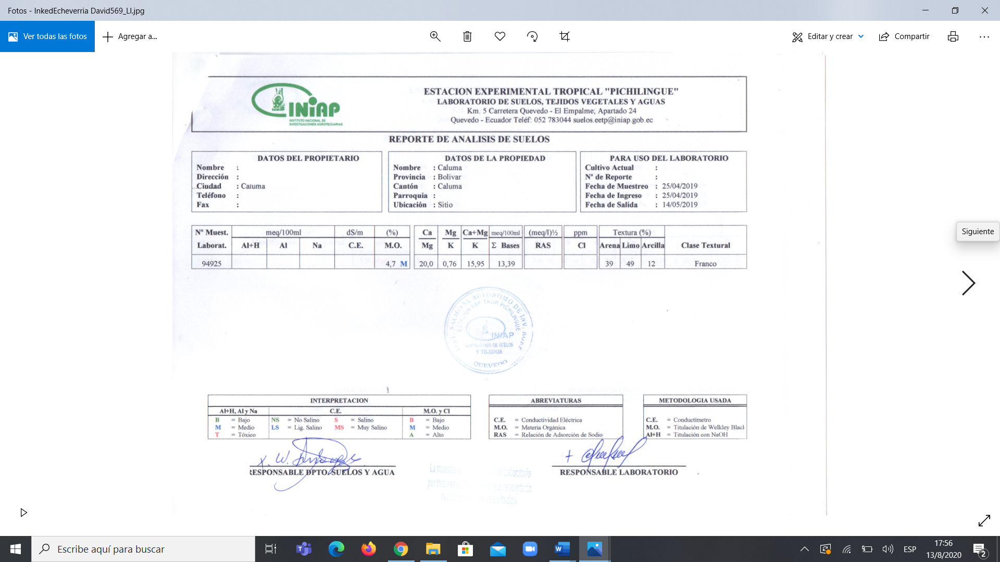 Fotos - InkedEcheverria David569_LI.jpg
Ver todas las fotos
Agregar a...
Editar y crear
Compartir
INIAP
INSTITUTO NACIONAL DE
INVESTIGACIONES AGROPECUARIAS
ESTACION EXPERIMENTAL TROPICAL "PICHILINGUE"
LABORATORIO DE SUELOS, TEJIDOS VEGETALES Y AGUAS
Km. 5 Carretera Quevedo - El Empalme; Apartado 24
Quevedo - Ecuador Teléf: 052 783044 suelos.eetp@iniap.gob.ec
REPORTE DE ANALISIS DE SUELOS
DATOS DEL PROPIETARIO
Nombre :
Dirección :
Ciudad : Caluma
Teléfono :
Fax :
DATOS DE LA PROPIEDAD
Nombre : Caluma
Provincia : Bolívar
Cantón : Caluma
Parroquia :
Ubicación : Sitio
PARA USO DEL LABORATORIO
Cultivo Actual :
Nº de Reporte :
Fecha de Muestreo : 25/04/2019
Fecha de Ingreso : 25/04/2019
Fecha de Salida : 14/05/2019
Nº Muest. meq/100ml dS/m (%) Ca Mg Ca+Mg meq/100ml (meq/l)½ ppm Textura (%)
Laborat. Al+H Al Na C.E. M.O. Mg K K Σ Bases RAS Cl Arena Limo Arcilla Clase Textural
94925 4,7 M 20,0 0,76 15,95 13,39 39 49 12 Franco
Siguiente
NACIONAL AUTONOMO DE INV.
ESTACION EXP. TROP. PICHILINGUE
INIAP
LABORATORIO DE SUELOS
Y TEJIDOS
QUEVEDO
INTERPRETACION
Al+H, Al y Na C.E. M.O. y Cl
B = Bajo NS = No Salino S = Salino B = Bajo
M = Medio LS = Lig. Salino MS = Muy Salino M = Medio
T = Tóxico A = Alto
ABREVIATURAS
C.E. = Conductividad Eléctrica
M.O. = Materia Orgánica
RAS = Relación de Adsorción de Sodio
METODOLOGIA USADA
C.E. = Conductímetro
M.O. = Titulación de Welkley Black
Al+H = Titulación con NaOH
RESPONSABLE DPTO. SUELOS Y AGUA
RESPONSABLE LABORATORIO
La muestra Laboratorio
por tres que se aceptarán
resultados
Escribe aquí para buscar
ESP
17:56
13/8/2020
2